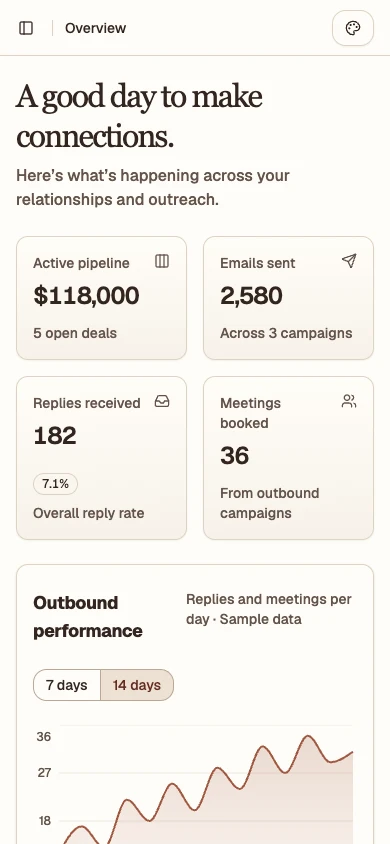 Overview
A good day to make
connections.
Here’s what’s happening across your
relationships and outreach.
Active pipeline
$118,000
5 open deals
Emails sent
2,580
Across 3 campaigns
Replies received
182
7.1%
Overall reply rate
Meetings
booked
36
From outbound
campaigns
Outbound
performance
Replies and meetings per
day · Sample data
7 days
14 days
36
27
18